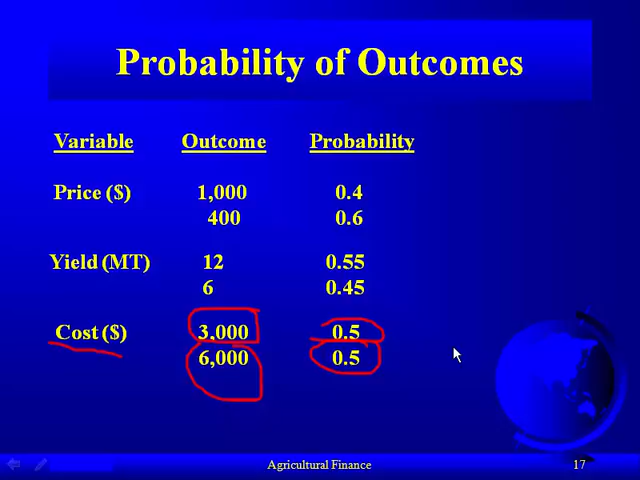 Probability of Outcomes
Variable Outcome Probability
Price ($) 1,000 0.4
400 0.6
Yield (MT) 12 0.55
6 0.45
Cost ($) 3,000 0.5
6,000 0.5
Agricultural Finance 17